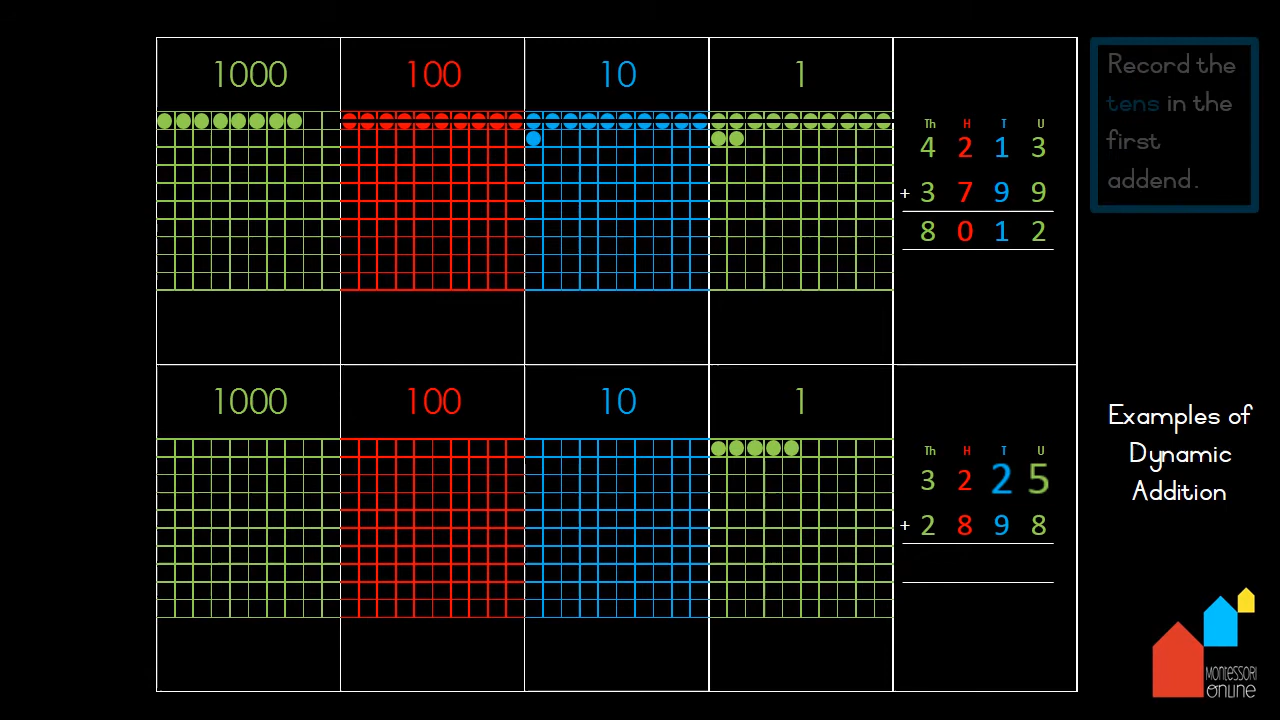 1000 100 10 1
Record the
tens in the
first
addend.
Th H T U
4 2 1 3
+ 3 7 9 9
8 0 1 2
1000 100 10 1
Th H T U
3 2 2 5
+ 2 8 9 8
Examples of
Dynamic
Addition
MONTESSORI
ONLINE